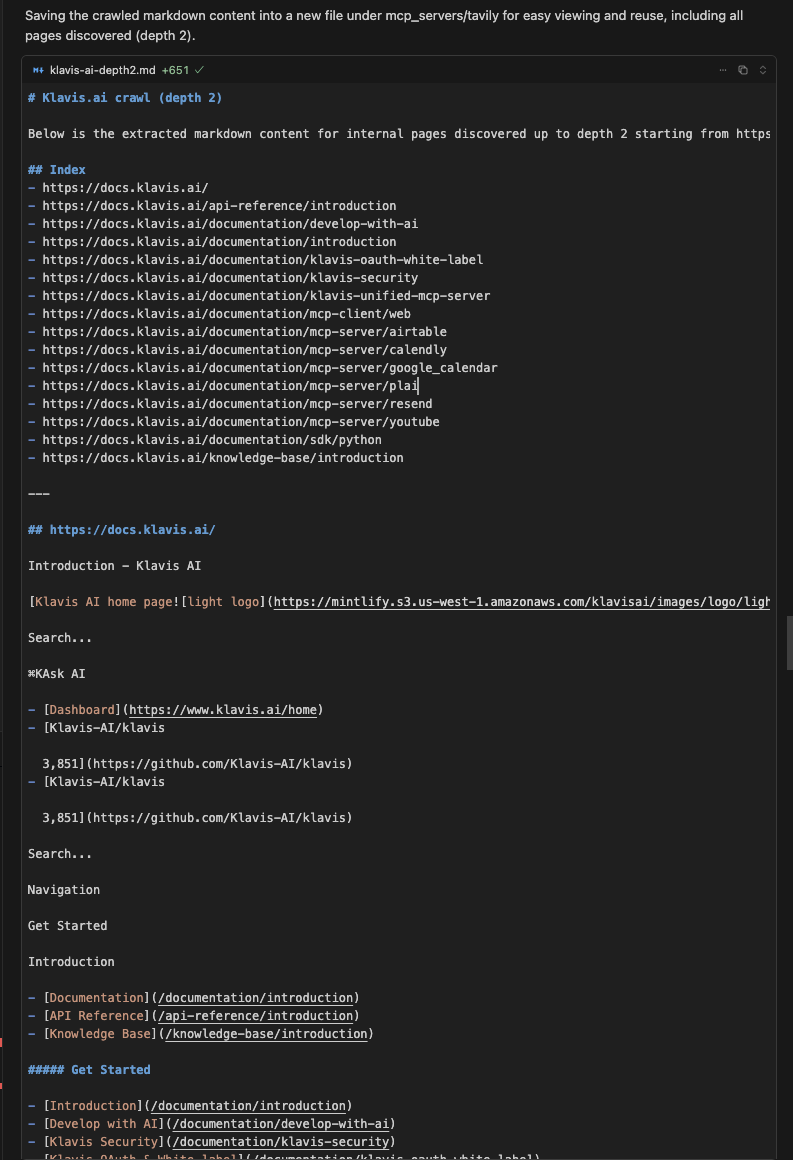 Saving the crawled markdown content into a new file under mcp_servers/tavily for easy viewing and reuse, including all
pages discovered (depth 2).
klavis-ai-depth2.md +651
# Klavis.ai crawl (depth 2)
Below is the extracted markdown content for internal pages discovered up to depth 2 starting from https
## Index
- https://docs.klavis.ai/
- https://docs.klavis.ai/api-reference/introduction
- https://docs.klavis.ai/documentation/develop-with-ai
- https://docs.klavis.ai/documentation/introduction
- https://docs.klavis.ai/documentation/klavis-oauth-white-label
- https://docs.klavis.ai/documentation/klavis-security
- https://docs.klavis.ai/documentation/klavis-unified-mcp-server
- https://docs.klavis.ai/documentation/mcp-client/web
- https://docs.klavis.ai/documentation/mcp-server/airtable
- https://docs.klavis.ai/documentation/mcp-server/calendly
- https://docs.klavis.ai/documentation/mcp-server/google_calendar
- https://docs.klavis.ai/documentation/mcp-server/plai
- https://docs.klavis.ai/documentation/mcp-server/resend
- https://docs.klavis.ai/documentation/mcp-server/youtube
- https://docs.klavis.ai/documentation/sdk/python
- https://docs.klavis.ai/knowledge-base/introduction
---
## https://docs.klavis.ai/
Introduction - Klavis AI
[Klavis AI home page![light logo](https://mintlify.s3.us-west-1.amazonaws.com/klavisai/images/logo/ligh
Search...
⌘KAsk AI
- [Dashboard](https://www.klavis.ai/home)
- [Klavis-AI/klavis
3,851](https://github.com/Klavis-AI/klavis)
- [Klavis-AI/klavis
3,851](https://github.com/Klavis-AI/klavis)
Search...
Navigation
Get Started
Introduction
- [Documentation](/documentation/introduction)
- [API Reference](/api-reference/introduction)
- [Knowledge Base](/knowledge-base/introduction)
##### Get Started
- [Introduction](/documentation/introduction)
- [Develop with AI](/documentation/develop-with-ai)
- [Klavis Security](/documentation/klavis-security)
- [Klavis OAuth & White-label](/documentation/klavis-oauth-white-label)